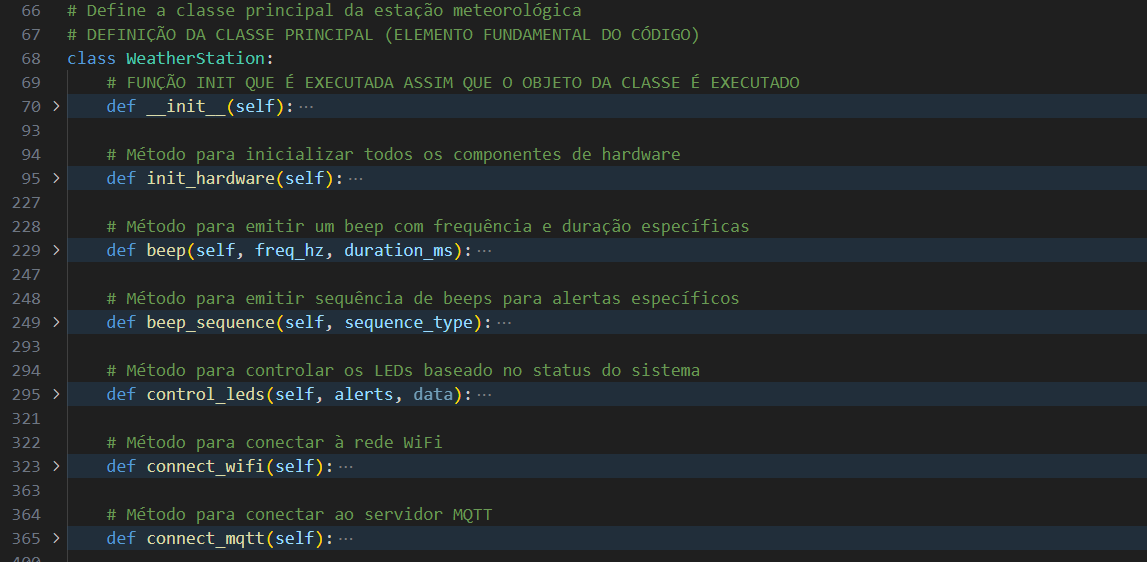 66 # Define a classe principal da estação meteorológica
67 # DEFINIÇÃO DA CLASSE PRINCIPAL (ELEMENTO FUNDAMENTAL DO CÓDIGO)
68 class WeatherStation:
69 # FUNÇÃO INIT QUE É EXECUTADA ASSIM QUE O OBJETO DA CLASSE É EXECUTADO
70 > def __init__(self): ···
93
94 # Método para inicializar todos os componentes de hardware
95 > def init_hardware(self): ···
227
228 # Método para emitir um beep com frequência e duração específicas
229 > def beep(self, freq_hz, duration_ms): ···
247
248 # Método para emitir sequência de beeps para alertas específicos
249 > def beep_sequence(self, sequence_type): ···
293
294 # Método para controlar os LEDs baseado no status do sistema
295 > def control_leds(self, alerts, data): ···
321
322 # Método para conectar à rede WiFi
323 > def connect_wifi(self): ···
363
364 # Método para conectar ao servidor MQTT
365 > def connect_mqtt(self): ···